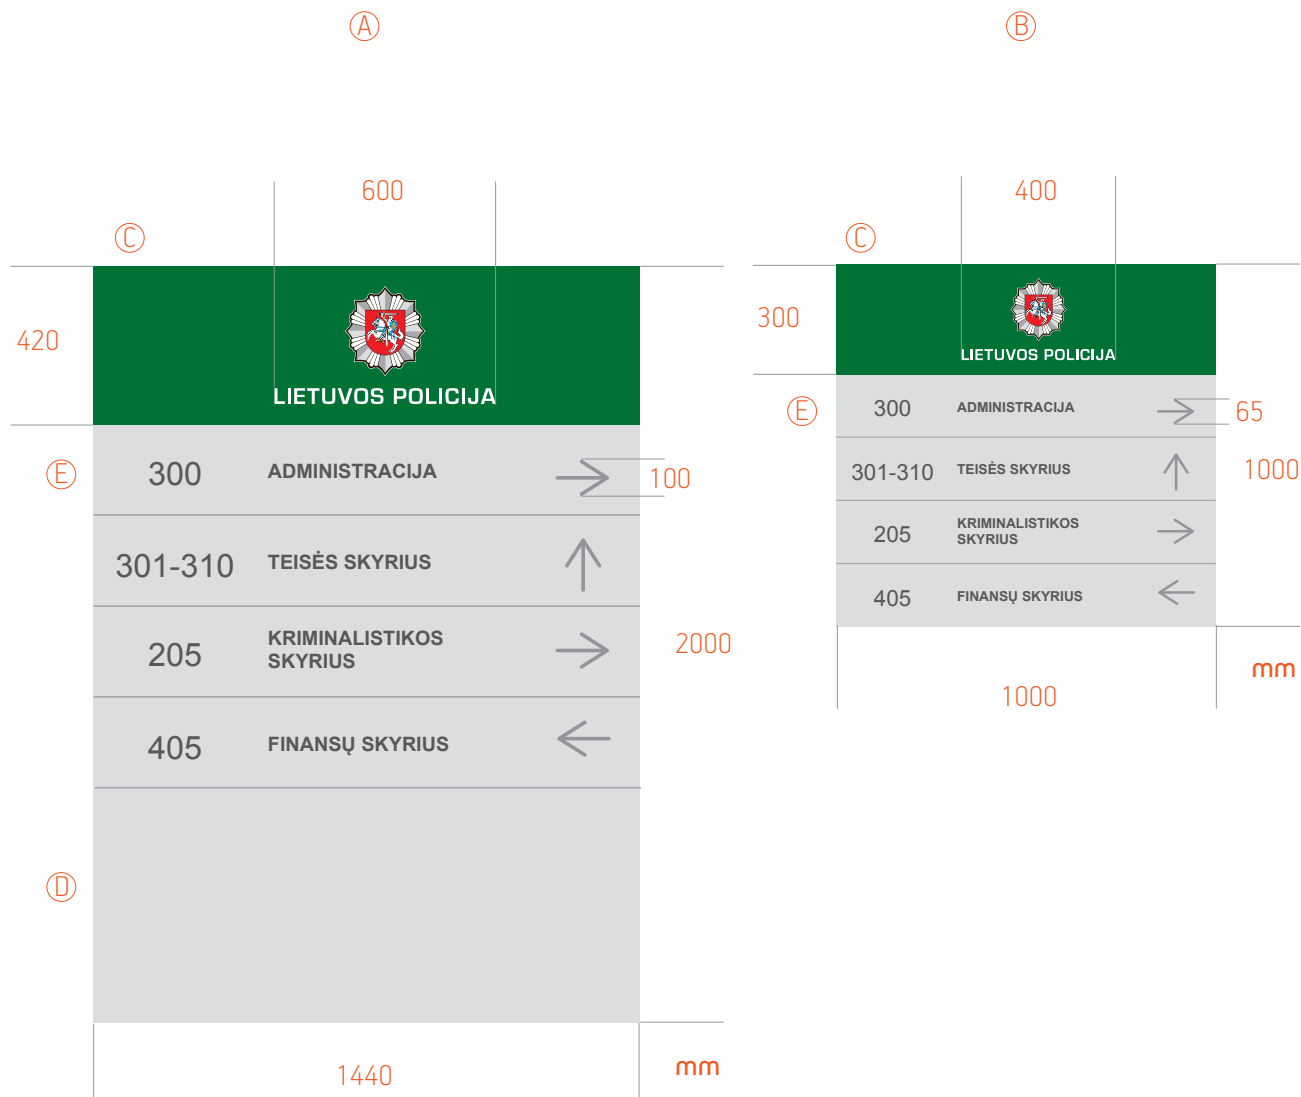 A
B
600
400
C
C
420
300
LIETUVOS POLICIJA
LIETUVOS POLICIJA
E
300
ADMINISTRACIJA
100
301-310
TEISĖS SKYRIUS
205
KRIMINALISTIKOS
SKYRIUS
405
FINANSŲ SKYRIUS
2000
D
1440
mm
E
300
ADMINISTRACIJA
65
301-310
TEISĖS SKYRIUS
1000
205
KRIMINALISTIKOS
SKYRIUS
405
FINANSŲ SKYRIUS
mm
1000